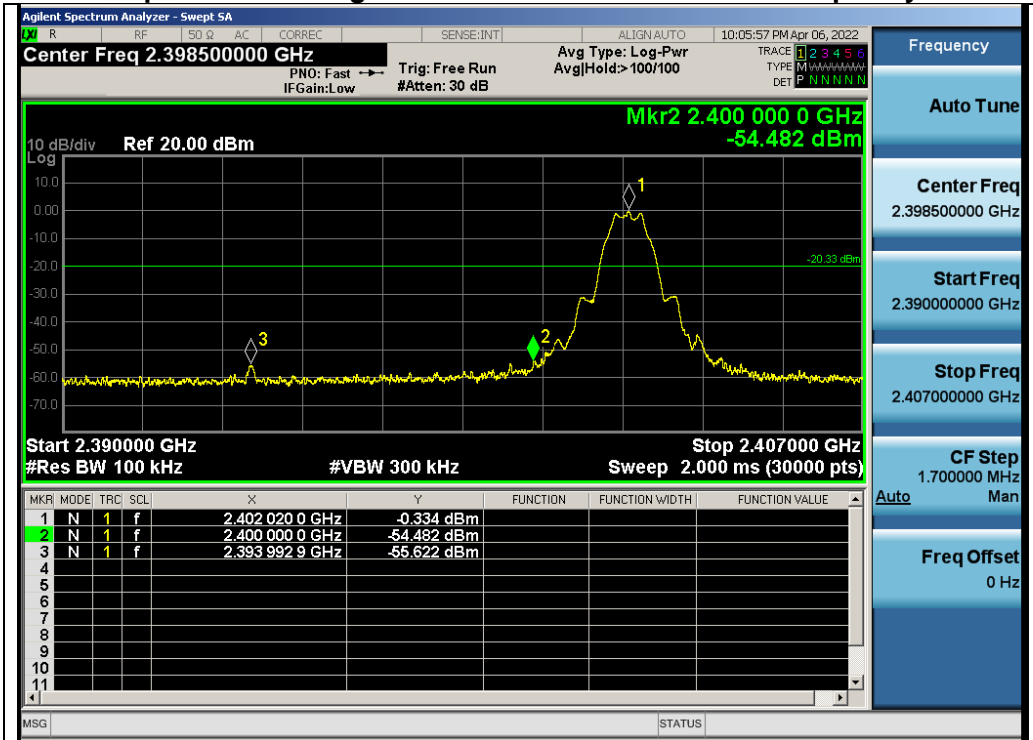 Agilent Spectrum Analyzer - Swept SA
LXI R RF 50 Ω AC CORREC SENSE:INT ALIGN AUTO 10:05:57 PM Apr 06, 2022
Center Freq 2.398500000 GHz
PNO: Fast
IFGain:Low
Trig: Free Run
#Atten: 30 dB
Avg Type: Log-Pwr
Avg|Hold:>100/100
TRACE 1 2 3 4 5 6
TYPE M WWWWW
DET P N N N N N
Mkr2 2.400 000 0 GHz
-54.482 dBm
10 dB/div Ref 20.00 dBm
Log
10.0
0.00
-10.0
-20.0
-30.0
-40.0
-50.0
-60.0
-70.0
1
-20.33 dBm
2
3
Start 2.390000 GHz Stop 2.407000 GHz
#Res BW 100 kHz #VBW 300 kHz Sweep 2.000 ms (30000 pts)
MKR MODE TRC SCL X Y FUNCTION FUNCTION WIDTH FUNCTION VALUE
1 N 1 f 2.402 020 0 GHz -0.334 dBm
2 N 1 f 2.400 000 0 GHz -54.482 dBm
3 N 1 f 2.393 992 9 GHz -55.622 dBm
4
5
6
7
8
9
10
11
MSG STATUS
Frequency
Auto Tune
Center Freq
2.398500000 GHz
Start Freq
2.390000000 GHz
Stop Freq
2.407000000 GHz
CF Step
1.700000 MHz
Auto Man
Freq Offset
0 Hz